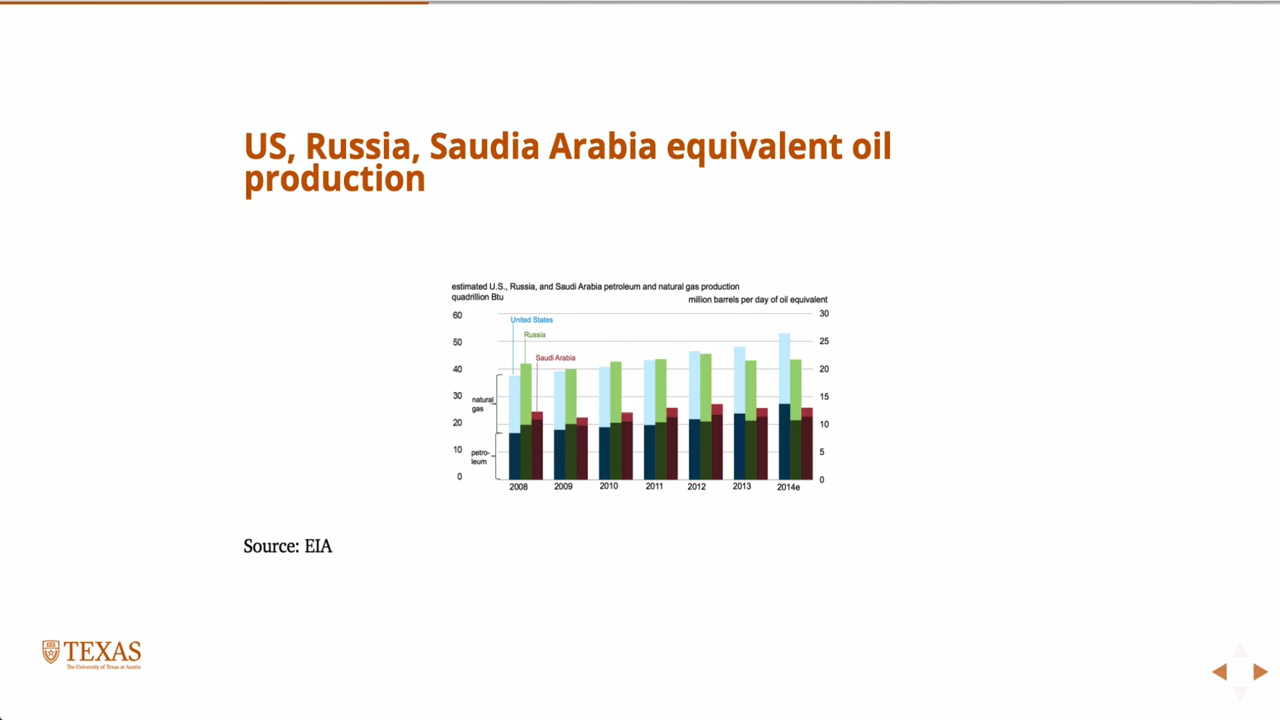 US, Russia, Saudia Arabia equivalent oil
production
estimated U.S., Russia, and Saudi Arabia petroleum and natural gas production
quadrillion Btu
million barrels per day of oil equivalent
60
50
40
30
20
10
0
United States
Russia
Saudi Arabia
natural
gas
petro-
leum
30
25
20
15
10
5
0
2008
2009
2010
2011
2012
2013
2014e
Source: EIA
TEXAS
The University of Texas at Austin